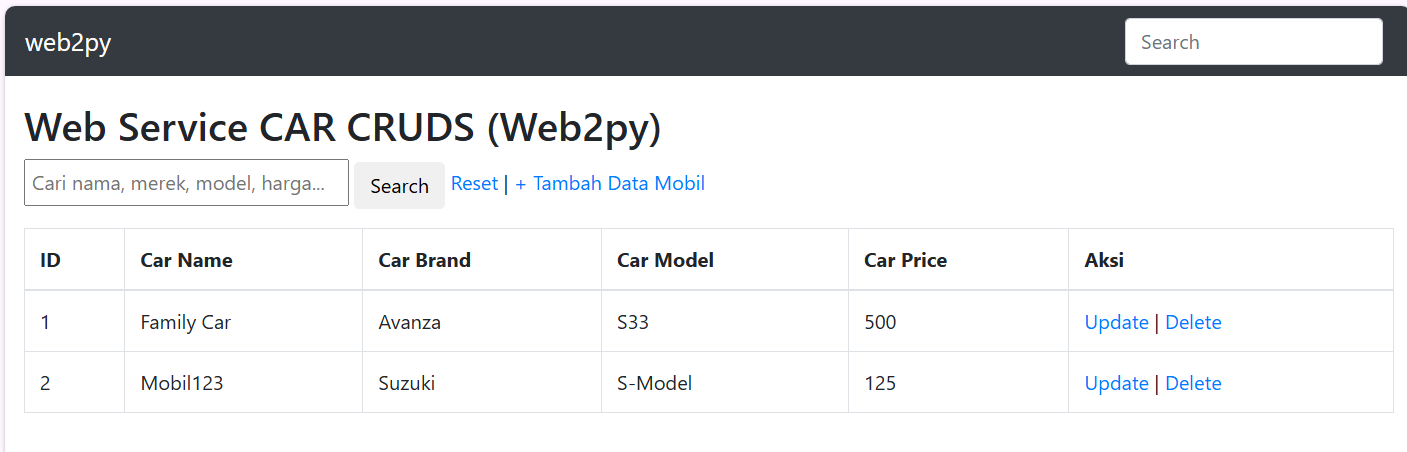 web2py Search
Web Service CAR CRUDS (Web2py)
Cari nama, merek, model, harga... Search Reset | + Tambah Data Mobil
ID Car Name Car Brand Car Model Car Price Aksi
1 Family Car Avanza S33 500 Update | Delete
2 Mobil123 Suzuki S-Model 125 Update | Delete